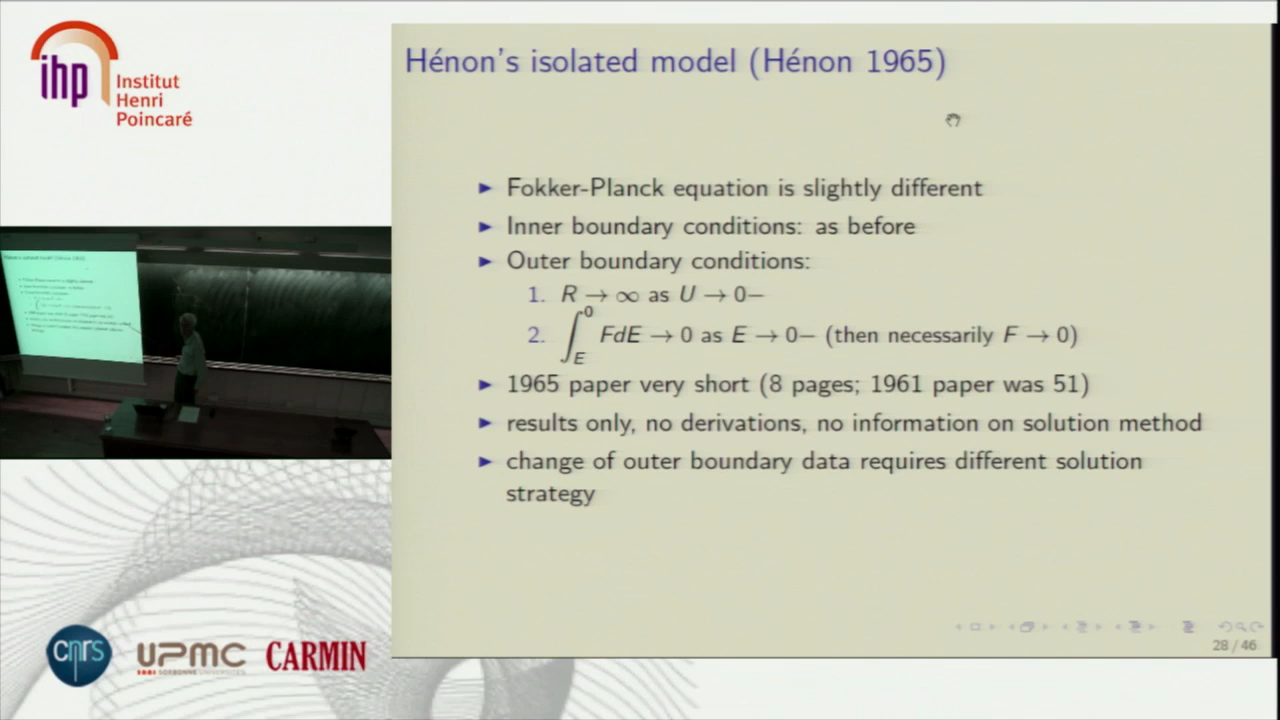 ihp
Institut
Henri
Poincaré
Hénon's isolated model (Hénon 1965)
▶ Fokker-Planck equation is slightly different
▶ Inner boundary conditions: as before
▶ Outer boundary conditions:
1. R → ∞ as U → 0−
2. ∫_E^0 FdE → 0 as E → 0− (then necessarily F → 0)
▶ 1965 paper very short (8 pages; 1961 paper was 51)
▶ results only, no derivations, no information on solution method
▶ change of outer boundary data requires different solution
strategy
28 / 46
cnrs
UPMC
CARMIN